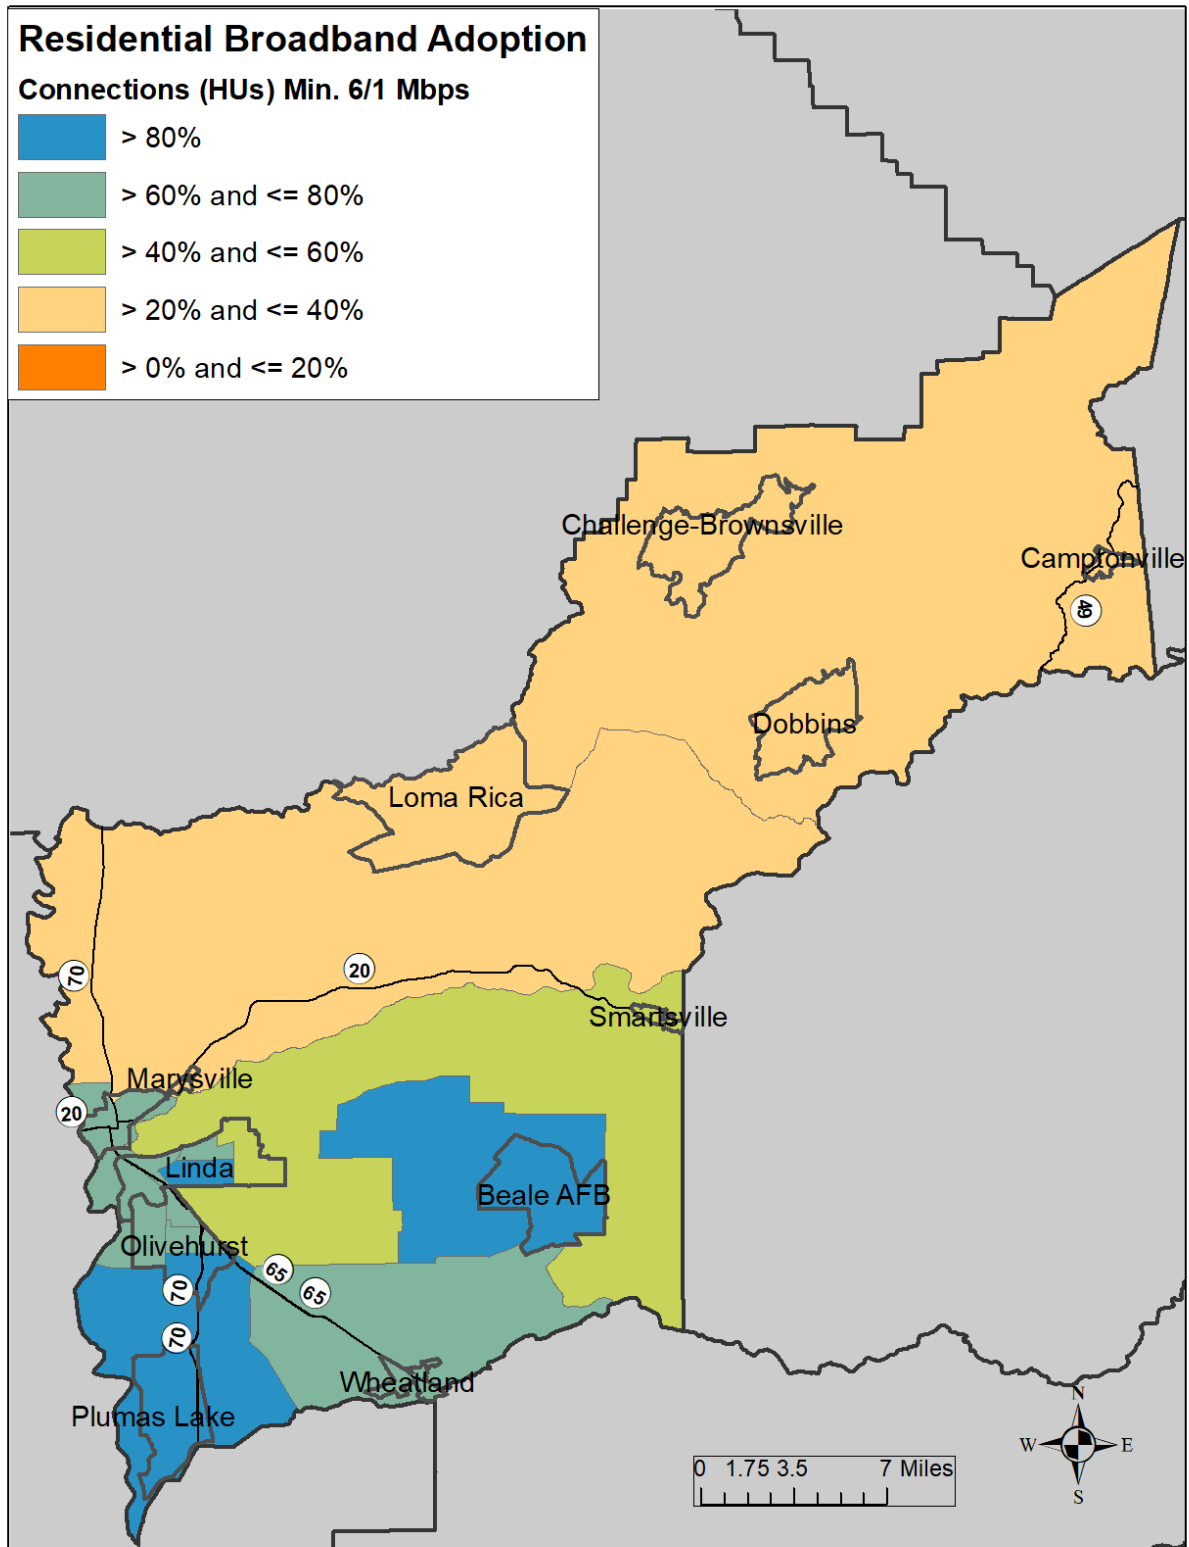 Residential Broadband Adoption
Connections (HUs) Min. 6/1 Mbps
> 80%
> 60% and <= 80%
> 40% and <= 60%
> 20% and <= 40%
> 0% and <= 20%
Challenge-Brownsville
Camptonville
49
Dobbins
Loma Rica
70
20
Smartsville
Marysville
20
Linda
Beale AFB
Olivehurst
65
70
65
70
Wheatland
Plumas Lake
N
W E
S
0 1.75 3.5 7 Miles